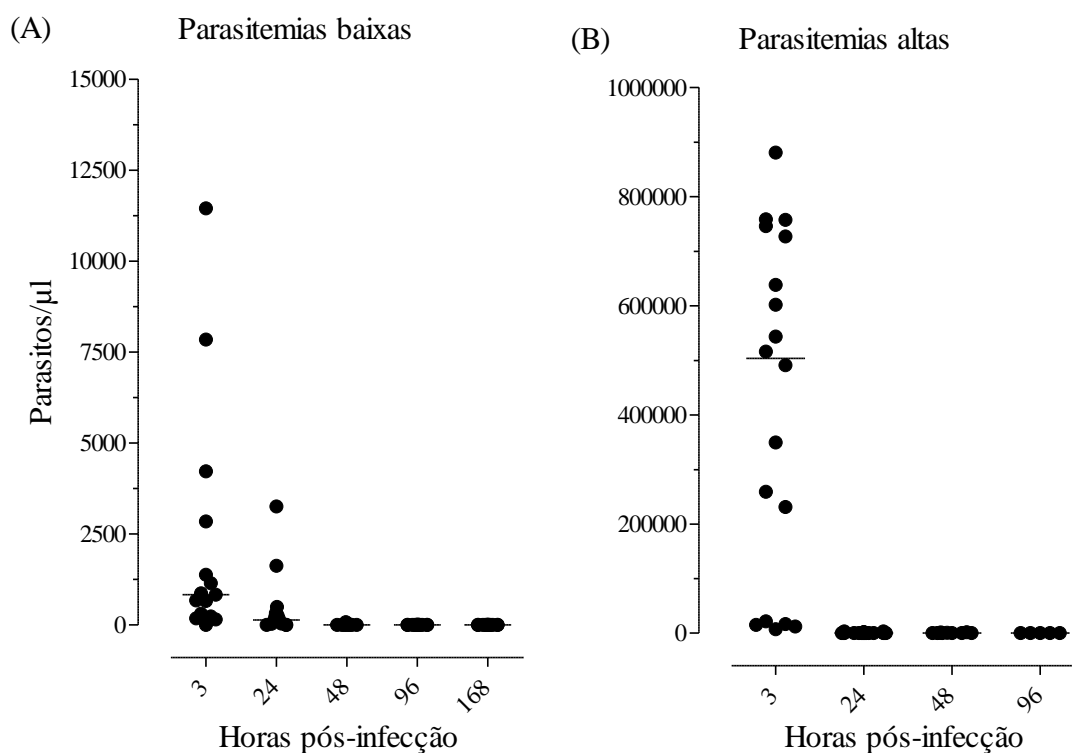 (A) Parasitemias baixas
15000
12500
10000
7500
5000
2500
0
Parasitos/µl
3 24 48 96 168
Horas pós-infecção
(B) Parasitemias altas
1000000
800000
600000
400000
200000
0
3 24 48 96
Horas pós-infecção